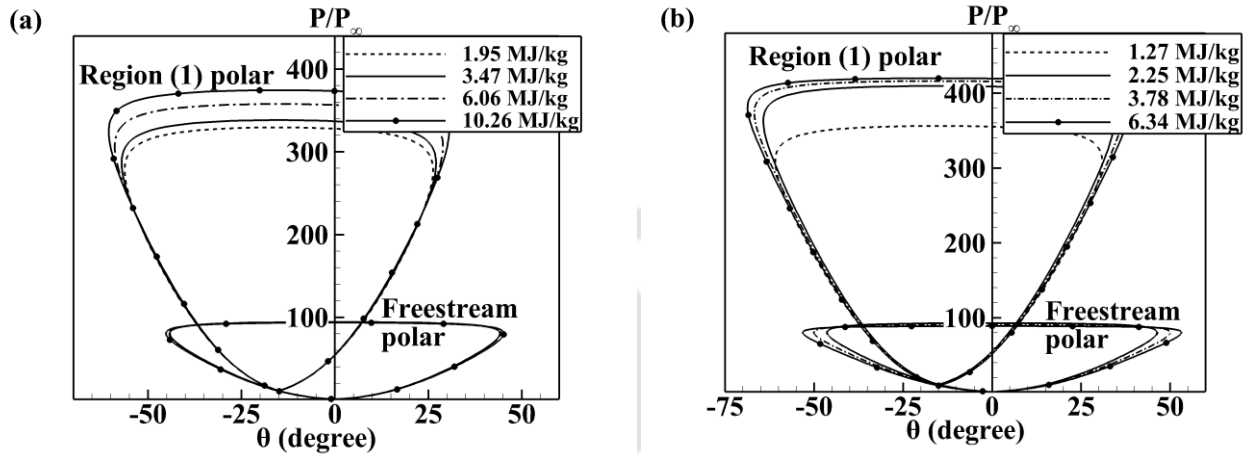 (a)
P/P∞
400
300
200
100
Region (1) polar
1.95 MJ/kg
3.47 MJ/kg
6.06 MJ/kg
10.26 MJ/kg
Freestream
polar
-50 0 50
θ (degree)
(b)
P/P∞
400
300
200
100
Region (1) polar
1.27 MJ/kg
2.25 MJ/kg
3.78 MJ/kg
6.34 MJ/kg
Freestream
polar
-75 -50 -25 0 25 50
θ (degree)